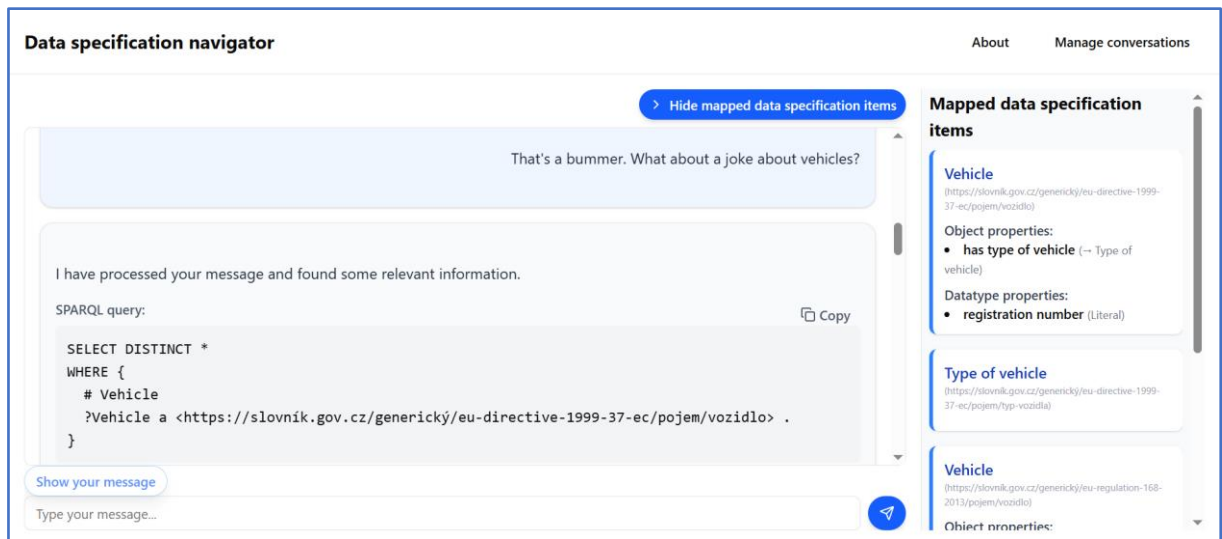 Data specification navigator
About
Manage conversations
Hide mapped data specification items
That's a bummer. What about a joke about vehicles?
I have processed your message and found some relevant information.
SPARQL query:
Copy
SELECT DISTINCT *
WHERE {
# Vehicle
?Vehicle a <https://slovník.gov.cz/generický/eu-directive-1999-37-ec/pojem/vozidlo> .
}
Show your message
Type your message...
Mapped data specification
items
Vehicle
(https://slovník.gov.cz/generický/eu-directive-1999-
37-ec/pojem/vozidlo)
Object properties:
• has type of vehicle (→ Type of
vehicle)
Datatype properties:
• registration number (Literal)
Type of vehicle
(https://slovník.gov.cz/generický/eu-directive-1999-
37-ec/pojem/typ-vozidla)
Vehicle
(https://slovník.gov.cz/generický/eu-regulation-168-
2013/pojem/vozidlo)
Object properties: